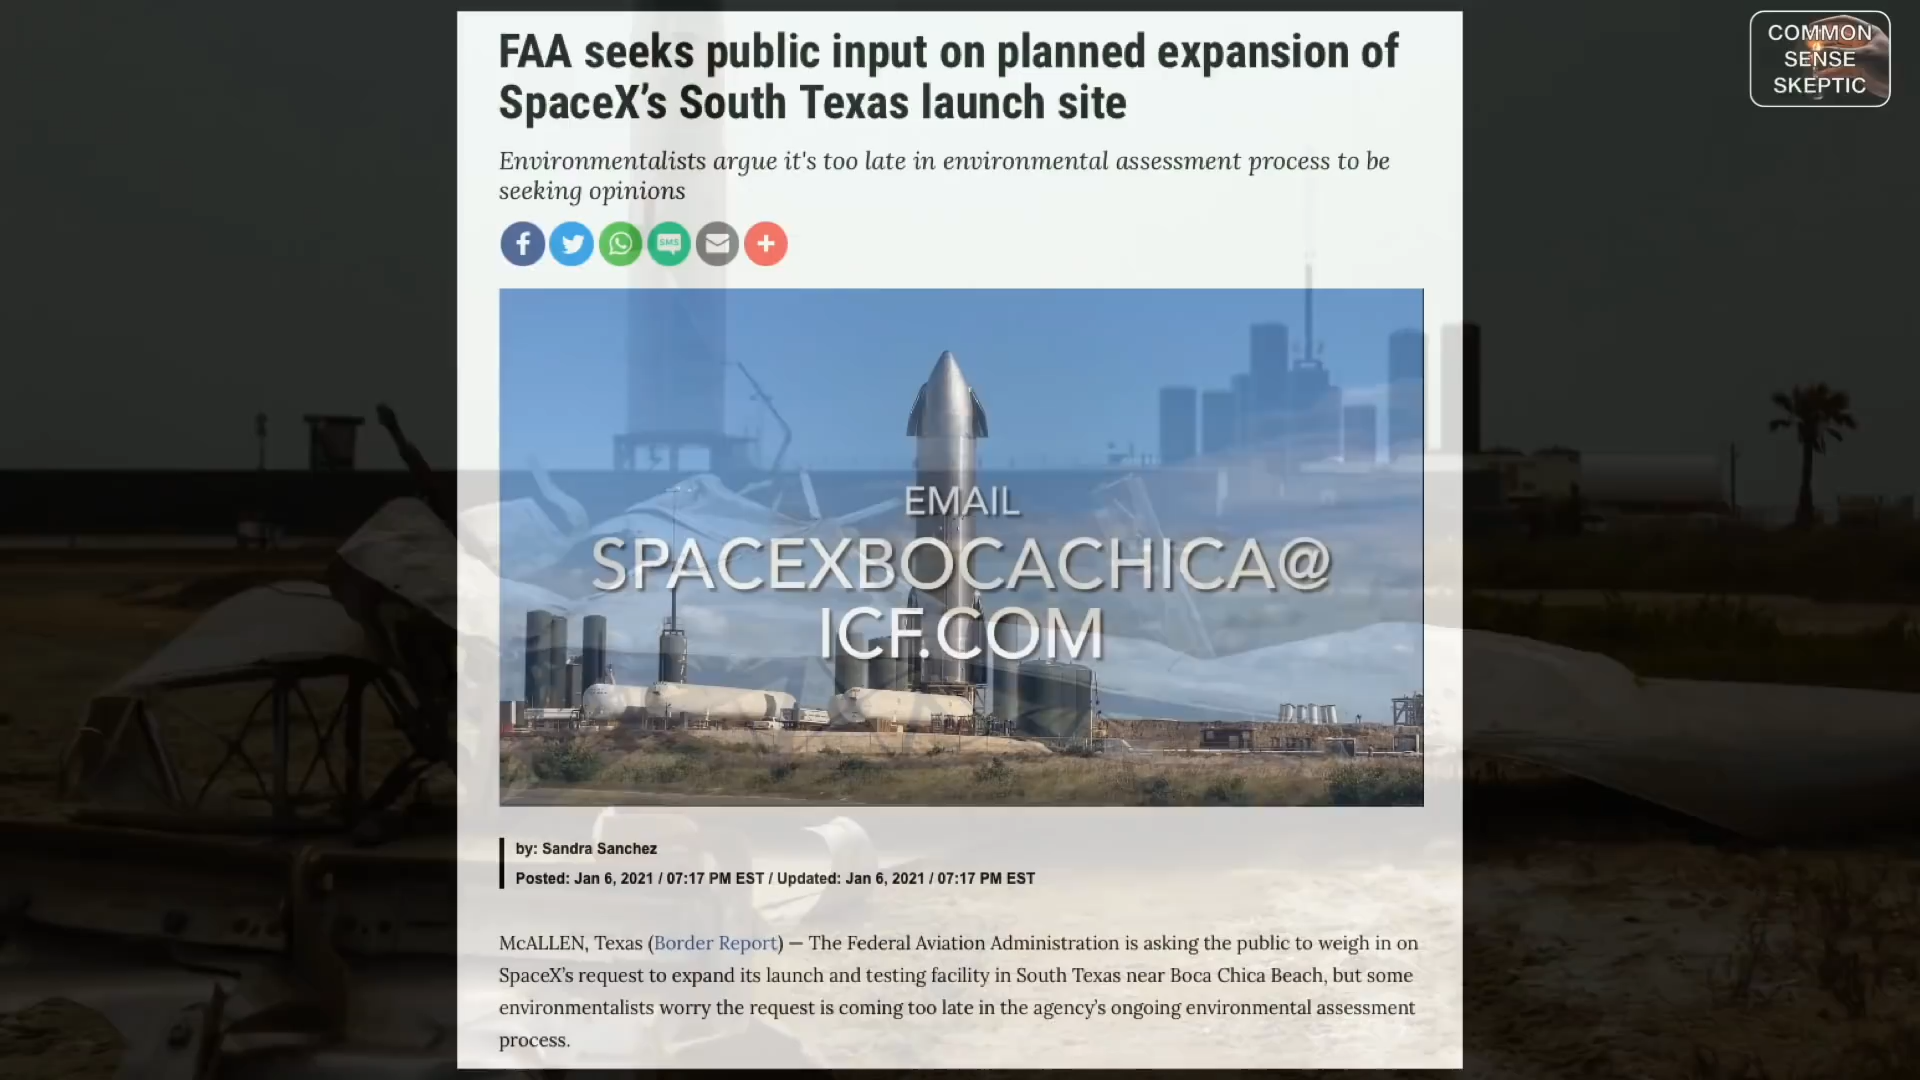 FAA seeks public input on planned expansion of
SpaceX's South Texas launch site
Environmentalists argue it's too late in environmental assessment process to be
seeking opinions
SMS
EMAIL
SPACEXBOCACHICA@
ICF.COM
by: Sandra Sanchez
Posted: Jan 6, 2021 / 07:17 PM EST / Updated: Jan 6, 2021 / 07:17 PM EST
McALLEN, Texas (Border Report) — The Federal Aviation Administration is asking the public to weigh in on
SpaceX's request to expand its launch and testing facility in South Texas near Boca Chica Beach, but some
environmentalists worry the request is coming too late in the agency's ongoing environmental assessment
process.
COMMON
SENSE
SKEPTIC